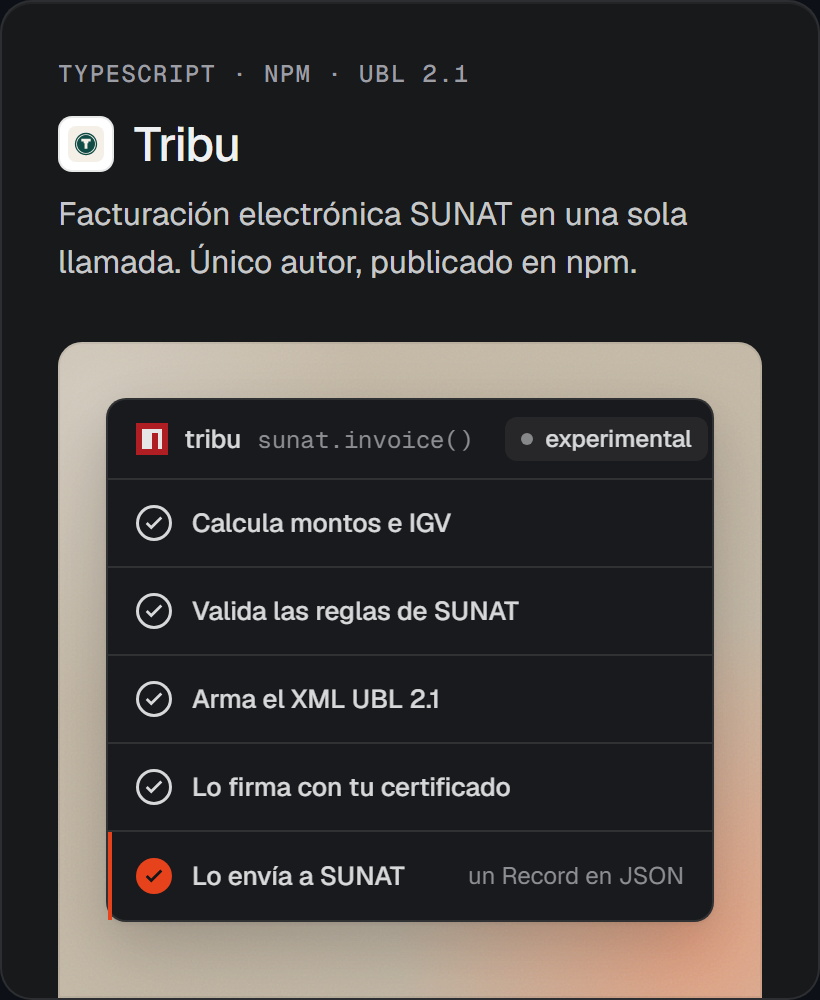 TYPESCRIPT · NPM · UBL 2.1
T
Tribu
Facturación electrónica SUNAT en una sola
llamada. Único autor, publicado en npm.
tribu sunat.invoice() experimental
Calcula montos e IGV
Valida las reglas de SUNAT
Arma el XML UBL 2.1
Lo firma con tu certificado
Lo envía a SUNAT un Record en JSON